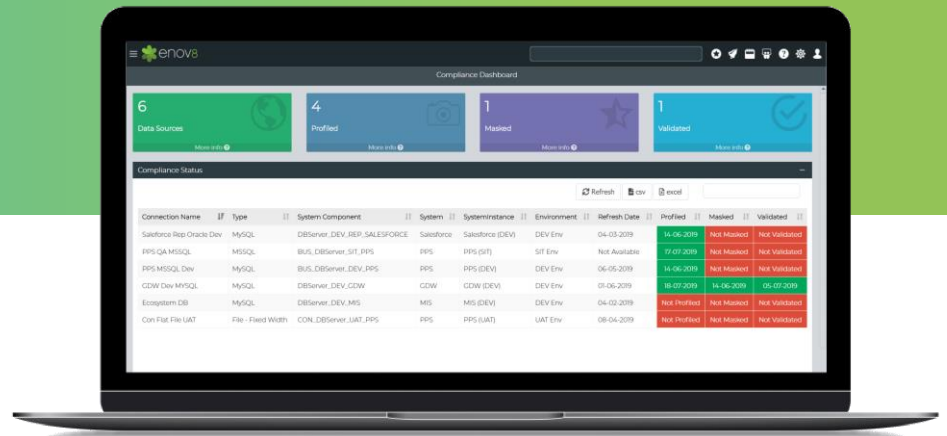 enov8
Compliance Dashboard
6
Data Sources
More info
4
Profiled
More info
1
Masked
More info
1
Validated
More info
Compliance Status
Refresh csv excel
Connection Name Type System Component System SystemInstance Environment Refresh Date Profiled Masked Validated
Saleforce Rep Oracle Dev MySQL DBServer_DEV_REP_SALESFORCE Salesforce Salesforce (DEV) DEV Env 04-03-2019 14-06-2019 Not Masked Not Validated
PPS QA MSSQL MSSQL BUS_DBServer_SIT_PPS PPS PPS (SIT) SIT Env Not Available 17-07-2019 Not Masked Not Validated
PPS MSSQL Dev MySQL BUS_DBServer_DEV_PPS PPS PPS (DEV) DEV Env 06-05-2019 14-06-2019 Not Masked Not Validated
GDW Dev MYSQL MySQL DBServer_DEV_GDW GDW GDW (DEV) DEV Env 01-06-2019 18-07-2019 14-06-2019 05-07-2019
Ecosystem DB MySQL DBServer_DEV_MIS MIS MIS (DEV) DEV Env 04-02-2019 Not Profiled Not Masked Not Validated
Con Flat File UAT File - Fixed Width CON_DBServer_UAT_PPS PPS PPS (UAT) UAT Env 08-04-2019 Not Profiled Not Masked Not Validated